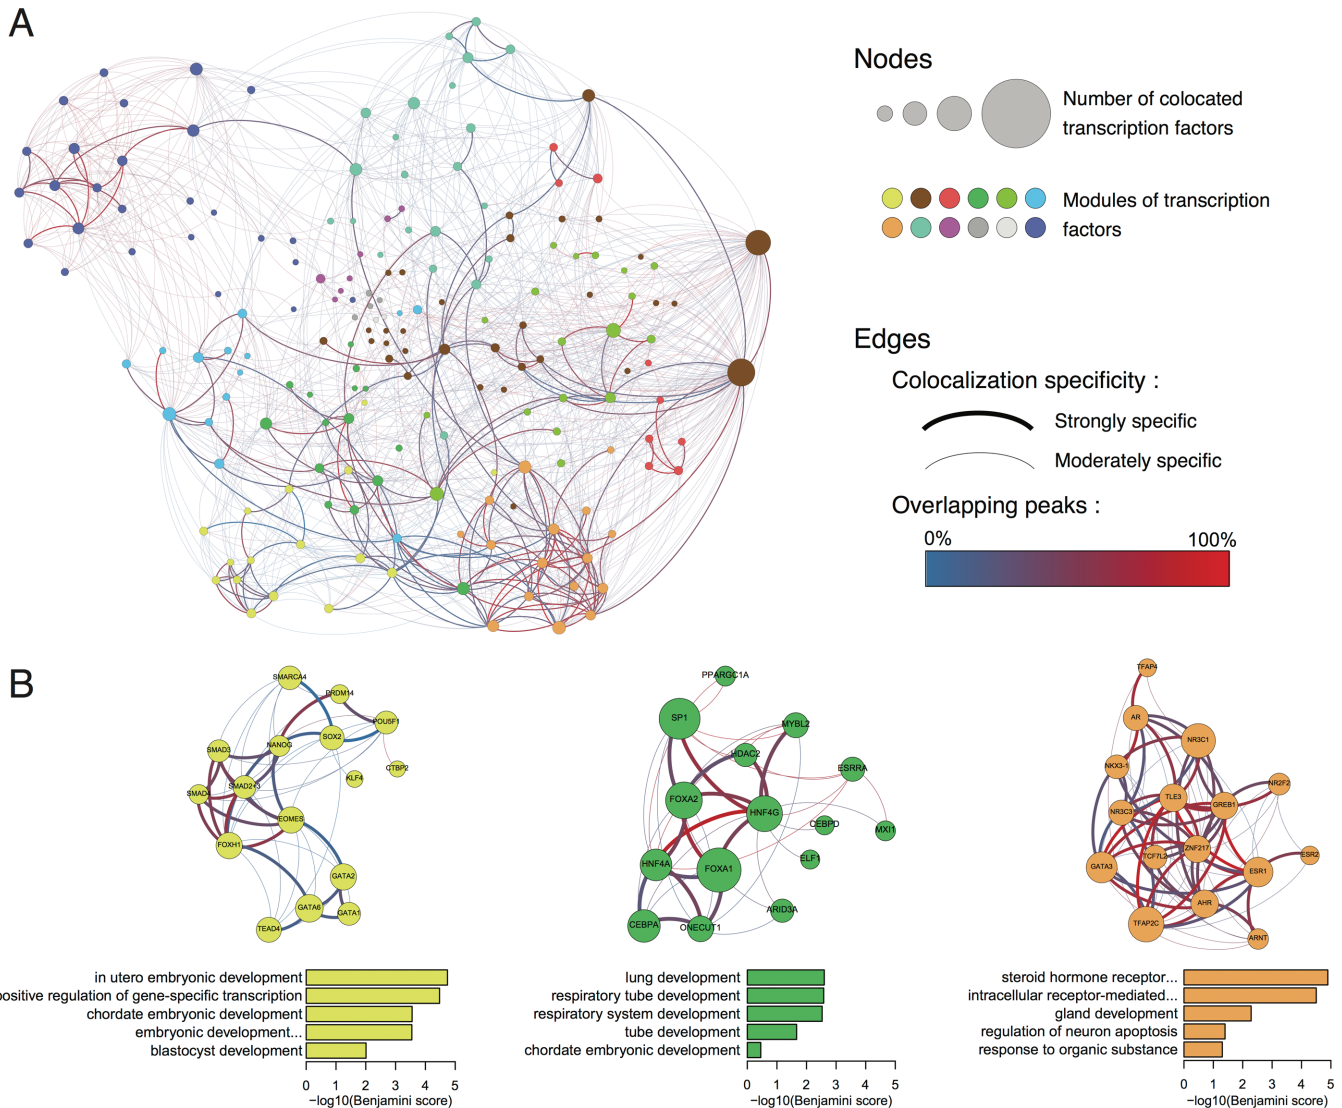 A
Nodes
Number of colocated
transcription factors
Modules of transcription
factors
Edges
Colocalization specificity :
Strongly specific
Moderately specific
Overlapping peaks :
0%
100%
B
SMARCA4
PRDM14
POU5F1
SOX2
NANOG
SMAD3
CTBP2
KLF4
SMAD2+3
SMAD4
EOMES
FOXH1
GATA2
GATA6
GATA1
TEAD4
PPARGC1A
SP1
MYBL2
HDAC2
ESRRA
FOXA2
HNF4G
CEBPD
MXI1
ELF1
HNF4A
FOXA1
ARID3A
CEBPA
ONECUT1
TFAP4
AR
NR3C1
NKX3-1
NR2F2
TLE3
GREB1
NR3C3
ZNF217
TCF7L2
ESR2
GATA3
ESR1
AHR
TFAP2C
ARNT
in utero embryonic development
positive regulation of gene-specific transcription
chordate embryonic development
embryonic development...
blastocyst development
0 1 2 3 4 5
−log10(Benjamini score)
lung development
respiratory tube development
respiratory system development
tube development
chordate embryonic development
0 1 2 3 4 5
−log10(Benjamini score)
steroid hormone receptor...
intracellular receptor-mediated...
gland development
regulation of neuron apoptosis
response to organic substance
0 1 2 3 4 5
−log10(Benjamini score)